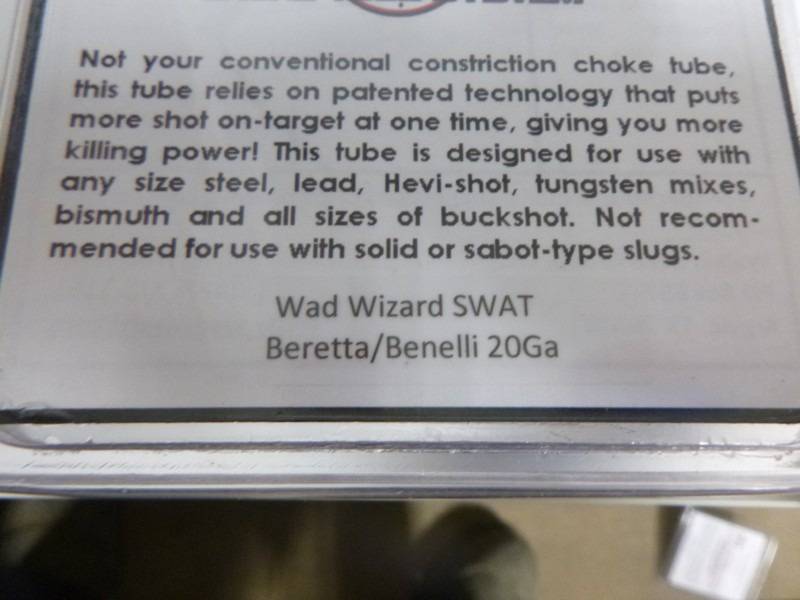 Not your conventional constriction choke tube,
this tube relies on patented technology that puts
more shot on-target at one time, giving you more
killing power! This tube is designed for use with
any size steel, lead, Hevi-shot, tungsten mixes,
bismuth and all sizes of buckshot. Not recom-
mended for use with solid or sabot-type slugs.
Wad Wizard SWAT
Beretta/Benelli 20Ga